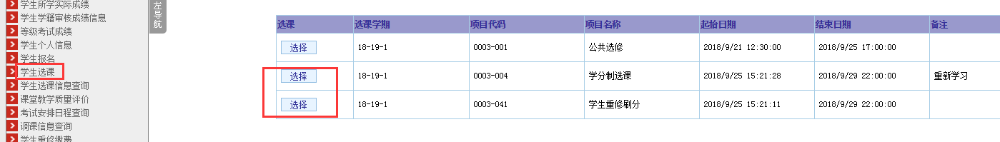 学生所学实际成绩
学生学籍审核成绩信息
等级考试成绩
学生个人信息
学生报名
学生选课
学生选课信息查询
课堂教学质量评价
考试安排日程查询
调课信息查询
学生重修缴费
左导航
选课 选课学期 项目代码 项目名称 起始日期 结束日期 备注
选择 18-19-1 0003-001 公共选修 2018/9/21 12:30:00 2018/9/25 17:00:00
选择 18-19-1 0003-004 学分制选课 2018/9/25 15:21:28 2018/9/29 22:00:00 重新学习
选择 18-19-1 0003-041 学生重修刷分 2018/9/25 15:21:11 2018/9/29 22:00:00